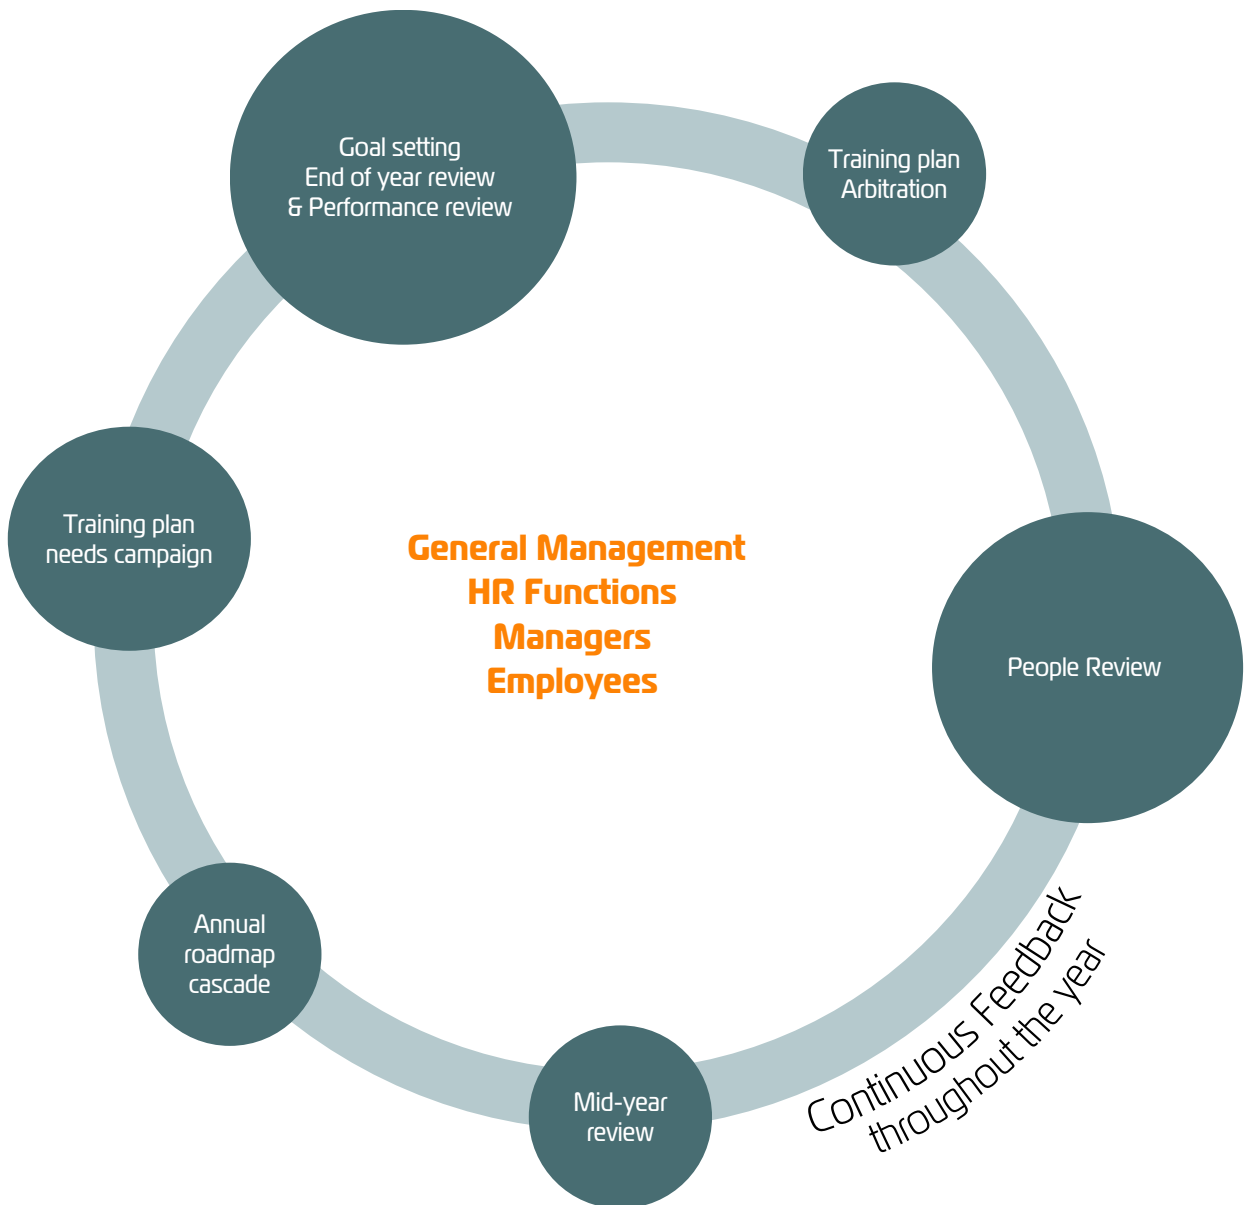 Goal setting
End of year review
& Performance review
Training plan
Arbitration
Training plan
needs campaign
General Management
HR Functions
Managers
Employees
People Review
Annual
roadmap
cascade
Mid-year
review
Continuous Feedback
throughout the year